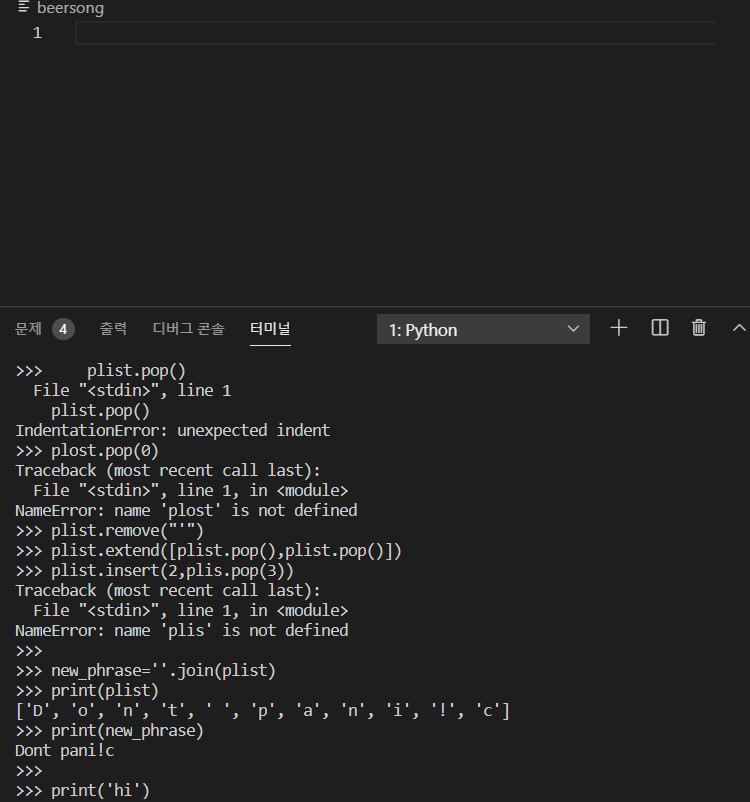 beersong
1
문제 4 출력 디버그 콘솔 터미널 1: Python
>>>     plist.pop()
  File "<stdin>", line 1
    plist.pop()
IndentationError: unexpected indent
>>> plost.pop(0)
Traceback (most recent call last):
  File "<stdin>", line 1, in <module>
NameError: name 'plost' is not defined
>>> plist.remove("'")
>>> plist.extend([plist.pop(),plist.pop()])
>>> plist.insert(2,plis.pop(3))
Traceback (most recent call last):
  File "<stdin>", line 1, in <module>
NameError: name 'plis' is not defined
>>>
>>> new_phrase=''.join(plist)
>>> print(plist)
['D', 'o', 'n', 't', ' ', 'p', 'a', 'n', 'i', '!', 'c']
>>> print(new_phrase)
Dont pani!c
>>>
>>> print('hi')